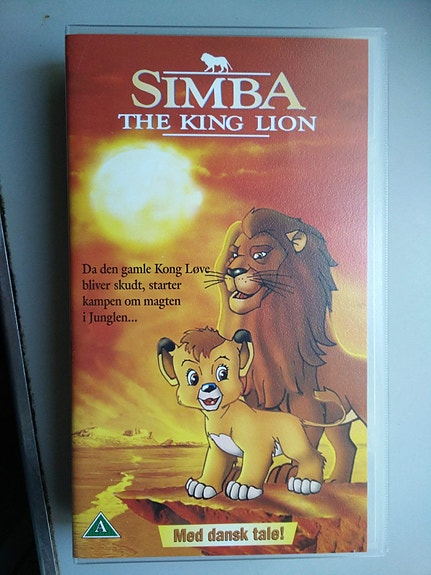 SIMBA
THE KING LION
Da den gamle Kong Løve
bliver skudt, starter
kampen om magten
i Junglen...
A
Med dansk tale!